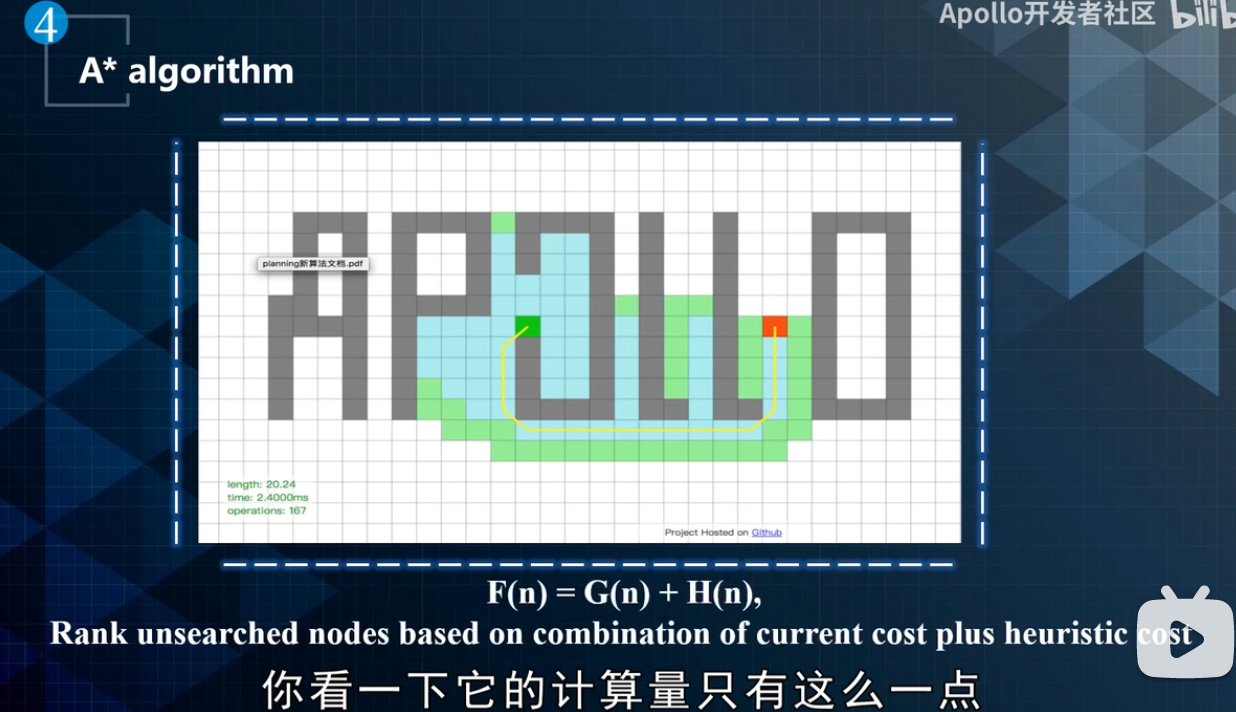 4
Apollo开发者社区 bilib
A* algorithm
planning新算法文档.pdf
length: 20.24
time: 2.4000ms
operations: 167
Project Hosted on Github
F(n) = G(n) + H(n),
Rank unsearched nodes based on combination of current cost plus heuristic cost
你看一下它的计算量只有这么一点